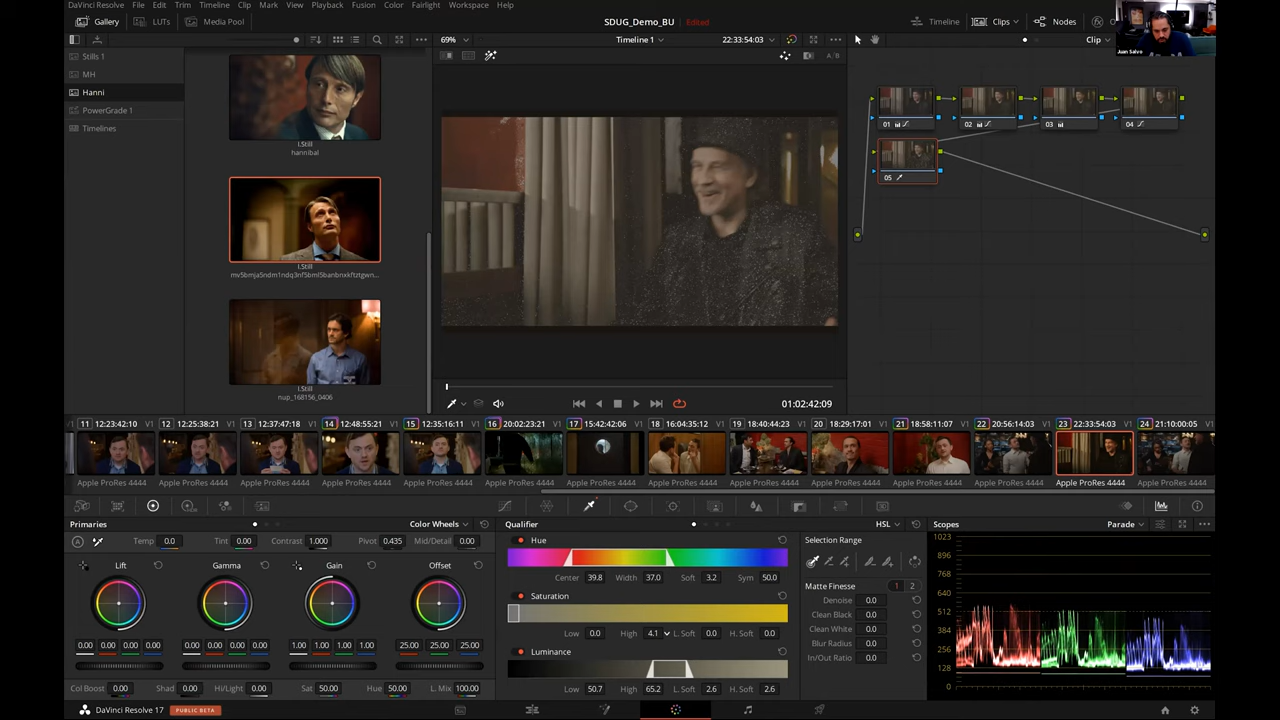 DaVinci Resolve File Edit Trim Timeline Clip Mark View Playback Fusion Color Fairlight Workspace Help
Gallery LUTs Media Pool SDUG_Demo_BU Edited Timeline Clips Nodes
69% Timeline 1 22:33:54:03 Clip
Juan Salvo
Stills 1
MH
Hanni
PowerGrade 1
Timelines
1.Still
hannibal
1.Still
mv5bmja5ndm1ndq3nf5bml5banbnxkftztgwn...
1.Still
nup_168156_0406
A/B
01
02
03
04
05
01:02:42:09
11 12:23:42:10 V1
12 12:25:38:21 V1
13 12:37:47:18 V1
14 12:48:55:21 V1
15 12:35:16:11 V1
16 20:02:23:21 V1
17 15:42:42:06 V1
18 16:04:35:12 V1
19 18:40:44:23 V1
20 18:29:17:01 V1
21 18:58:11:07 V1
22 20:56:14:03 V1
23 22:33:54:03 V1
24 21:10:00:05 V1
Apple ProRes 4444
Apple ProRes 4444
Apple ProRes 4444
Apple ProRes 4444
Apple ProRes 4444
Apple ProRes 4444
Apple ProRes 4444
Apple ProRes 4444
Apple ProRes 4444
Apple ProRes 4444
Apple ProRes 4444
Apple ProRes 4444
Apple ProRes 4444
Apple ProRes 4444
Primaries Color Wheels
A Temp 0.0 Tint 0.00 Contrast 1.000 Pivot 0.435 Mid/Detail 0.00
Lift Gamma Gain Offset
0.00 0.00 0.00 0.00 0.00 0.00 0.00 0.00 1.00 1.00 1.00 1.00 25.00 25.00 25.00
Col Boost 0.00 Shad 0.00 Hi/Light 0.00 Sat 50.00 Hue 50.00 L. Mix 100.00
Qualifier HSL
Hue
Center 39.8 Width 37.0 Soft 3.2 Sym 50.0
Saturation
Low 0.0 High 4.1 L. Soft 0.0 H. Soft 0.0
Luminance
Low 50.7 High 65.2 L. Soft 2.6 H. Soft 2.6
Selection Range
Matte Finesse 1 2
Denoise 0.0
Clean Black 0.0
Clean White 0.0
Blur Radius 0.0
In/Out Ratio 0.0
Scopes Parade
1023
896
768
640
512
384
256
128
0
DaVinci Resolve 17 PUBLIC BETA